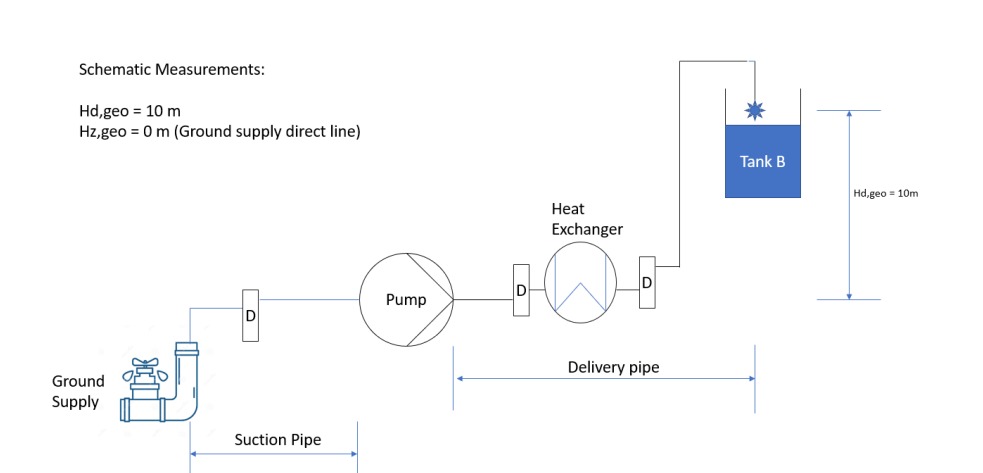 Schematic Measurements:
Hd,geo = 10 m
Hz,geo = 0 m (Ground supply direct line)
Tank B
Hd,geo = 10m
Heat
Exchanger
D
Pump
D
D
Delivery pipe
Ground
Supply
Suction Pipe